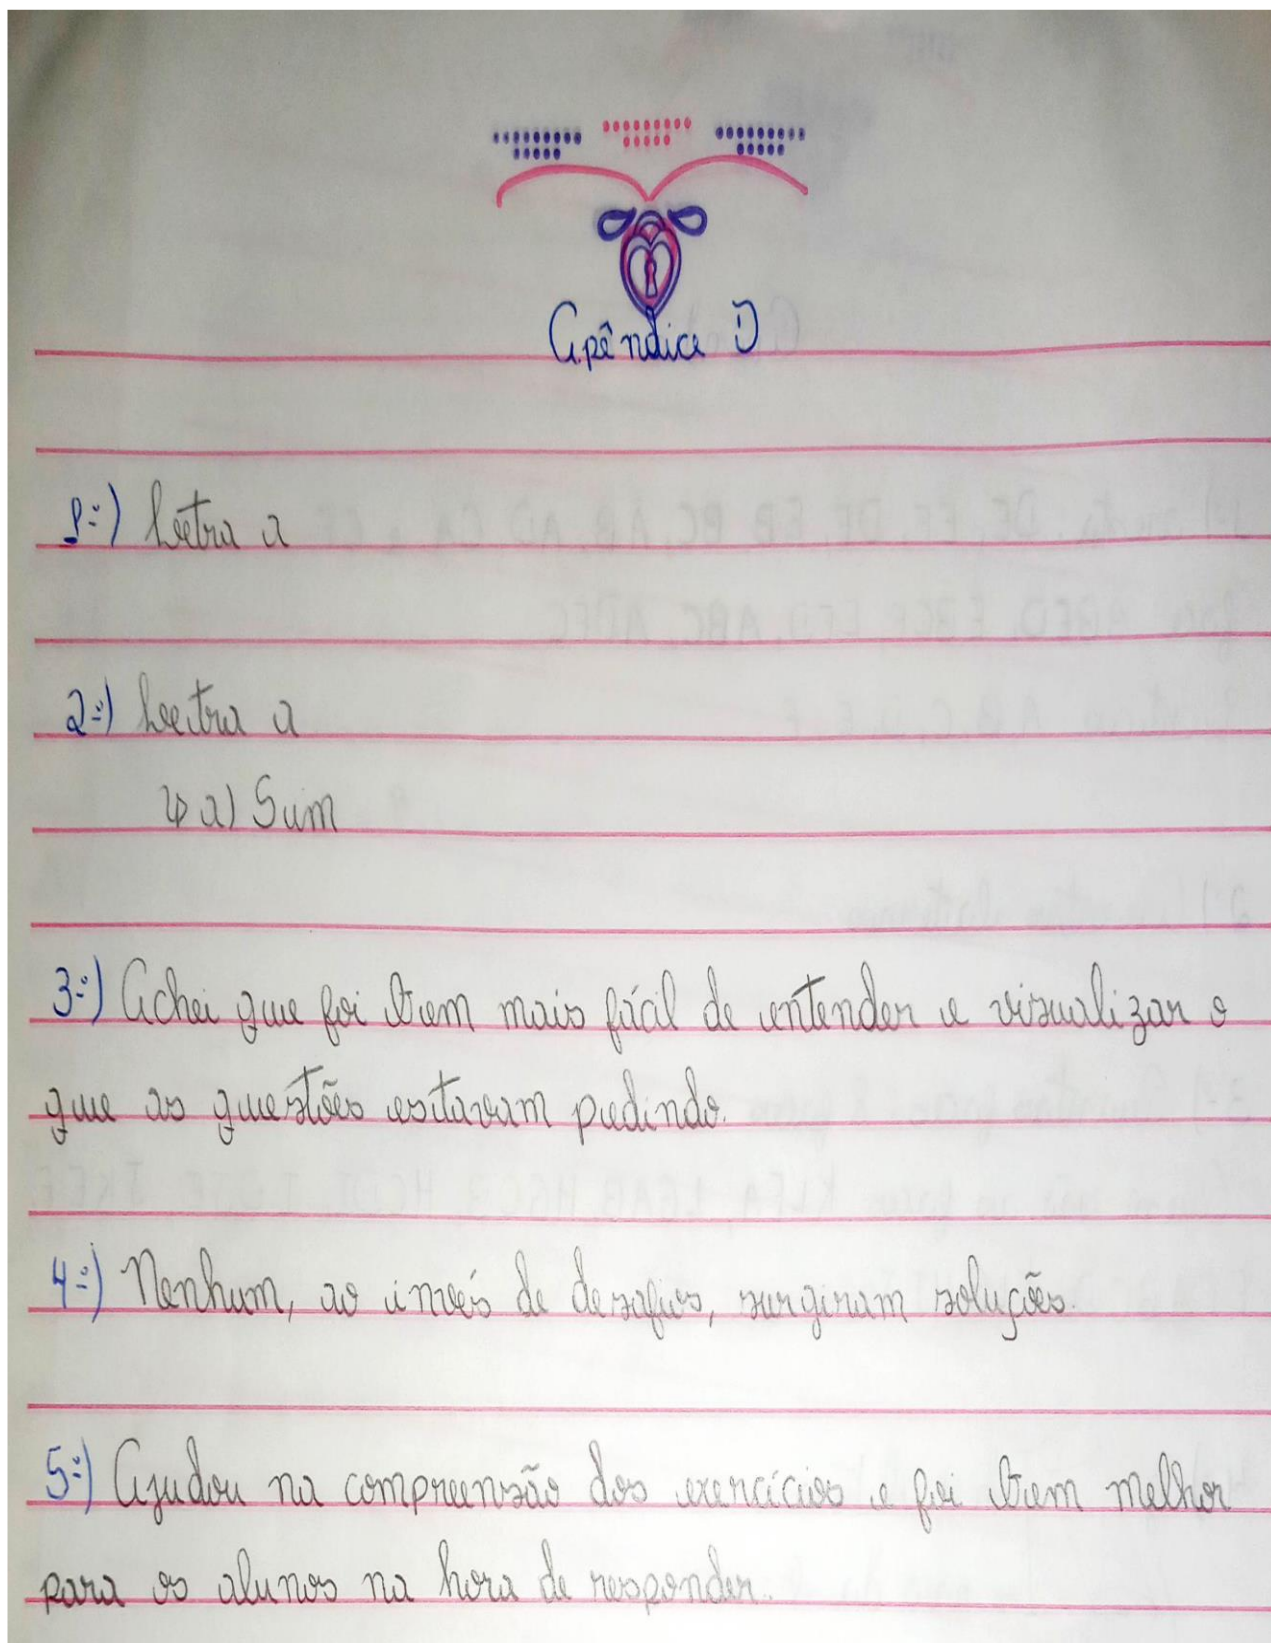 Apêndice D
1-) Letra a
2-) Letra a
↳ a) Sim
3-) Achei que foi bem mais fácil de entender e visualizar o
que as questões estavam pedindo.
4-) Nenhum, ao invés de desafios, surgiram soluções.
5-) Ajudou na compreensão dos exercícios e foi bem melhor
para os alunos na hora de responder.